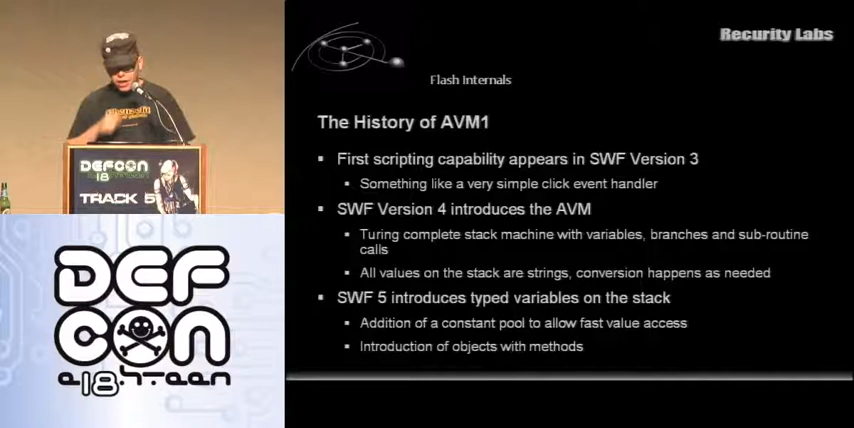 Recurity Labs
Flash Internals
The History of AVM1
First scripting capability appears in SWF Version 3
Something like a very simple click event handler
SWF Version 4 introduces the AVM
Turing complete stack machine with variables, branches and sub-routine
calls
All values on the stack are strings, conversion happens as needed
SWF 5 introduces typed variables on the stack
Addition of a constant pool to allow fast value access
Introduction of objects with methods
DEFCON
18
TRACK 5
DEF
CON
e18hteen